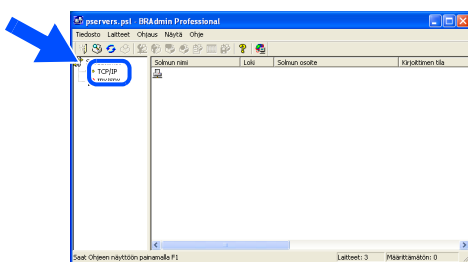 pservers.psl - BRAdmin Professional
Tiedosto Laitteet Ohjaus Näytä Ohje
Solmun nimi Loki Solmun osoite Kirjoittimen tila
TCP/IP
Saat Ohjeen näyttöön painamalla F1 Laitteet: 3 Määrittämätön: 0